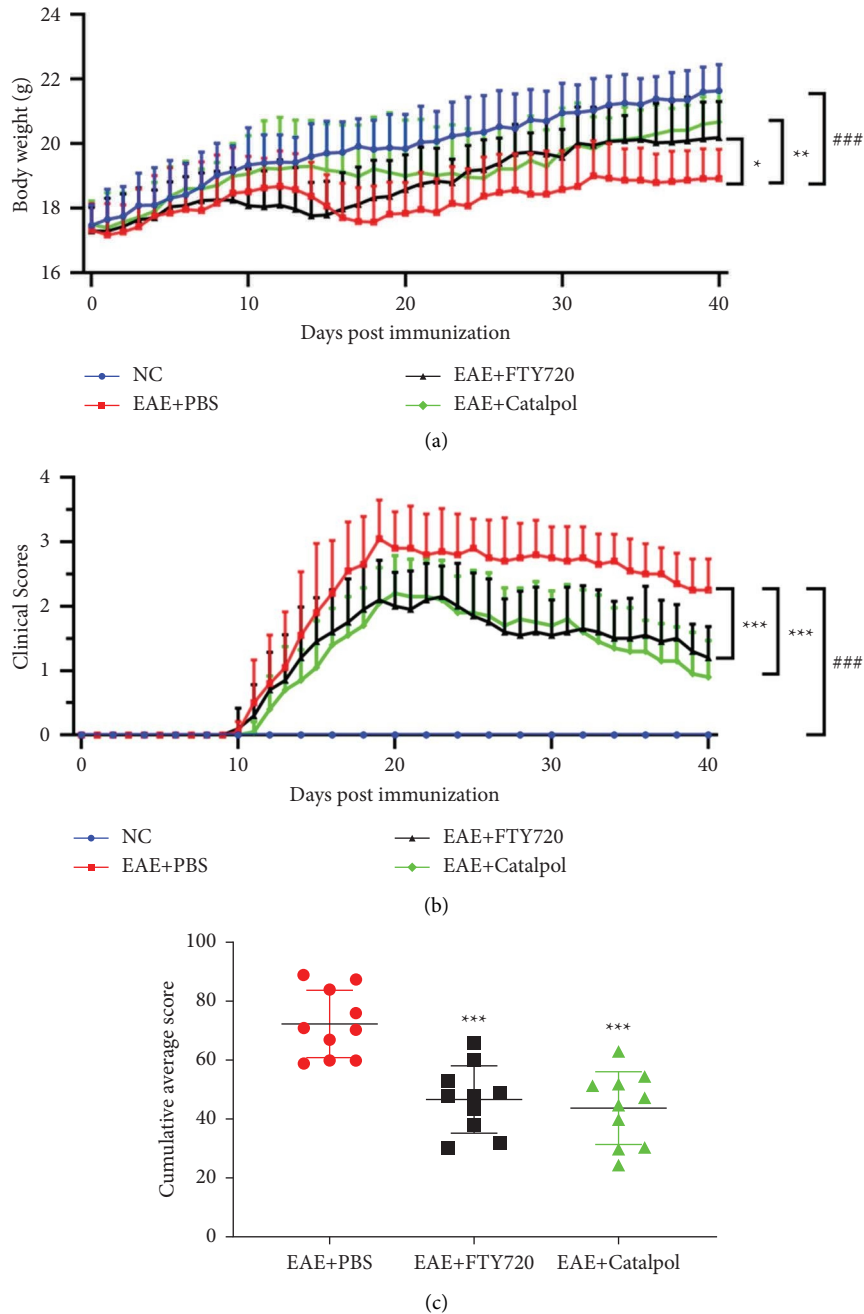 24
22
20
18
16
Body weight (g)
0 10 20 30 40
Days post immunization
*
**
###
NC EAE+FTY720
EAE+PBS EAE+Catalpol
(a)
4
3
2
1
0
Clinical Scores
0 10 20 30 40
Days post immunization
***
***
###
NC EAE+FTY720
EAE+PBS EAE+Catalpol
(b)
100
80
60
40
20
0
Cumulative average score
***
***
EAE+PBS EAE+FTY720 EAE+Catalpol
(c)